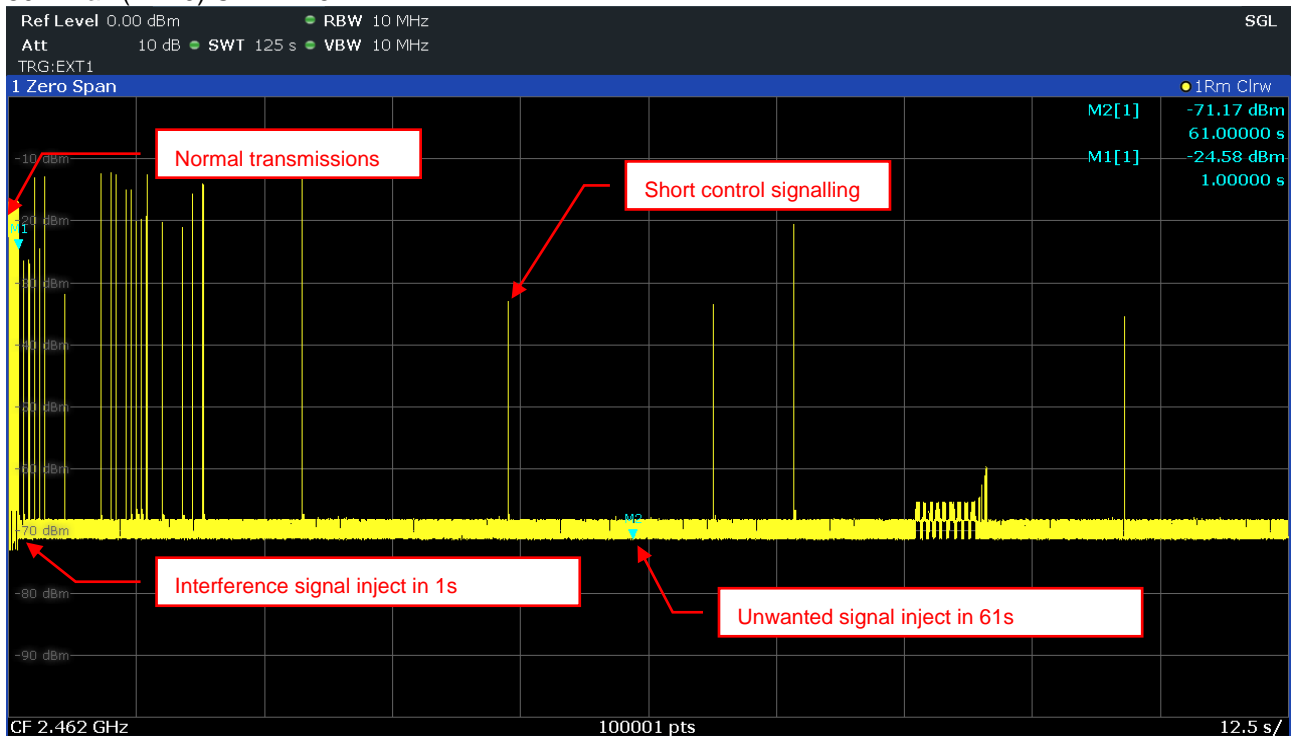 Ref Level 0.00 dBm RBW 10 MHz SGL
Att 10 dB SWT 125 s VBW 10 MHz
TRG:EXT1
1 Zero Span 1Rm Clrw
M2[1] -71.17 dBm
61.00000 s
M1[1] -24.58 dBm
1.00000 s
-10 dBm
Normal transmissions
Short control signalling
-20 dBm
M1
-30 dBm
-40 dBm
-50 dBm
-60 dBm
M2
-70 dBm
Interference signal inject in 1s
-80 dBm
Unwanted signal inject in 61s
-90 dBm
CF 2.462 GHz 100001 pts 12.5 s/